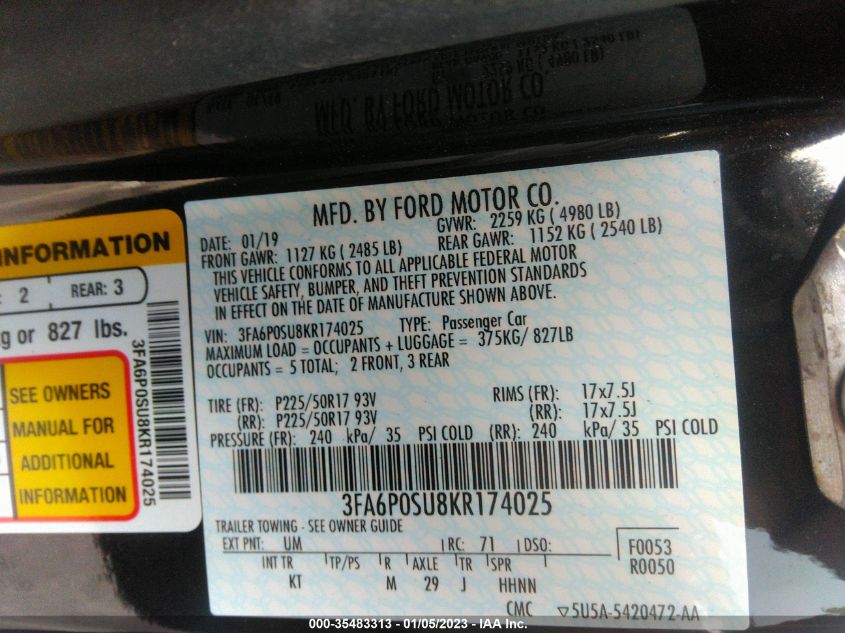 MFD. BY FORD MOTOR CO.
DATE: 01/19 GVWR: 2259 KG ( 4980 LB)
FRONT GAWR: 1127 KG ( 2485 LB) REAR GAWR: 1152 KG ( 2540 LB)
THIS VEHICLE CONFORMS TO ALL APPLICABLE FEDERAL MOTOR
VEHICLE SAFETY, BUMPER, AND THEFT PREVENTION STANDARDS
IN EFFECT ON THE DATE OF MANUFACTURE SHOWN ABOVE.
VIN: 3FA6P0SU8KR174025 TYPE: Passenger Car
MAXIMUM LOAD = OCCUPANTS + LUGGAGE = 375KG/ 827LB
OCCUPANTS = 5 TOTAL; 2 FRONT, 3 REAR
TIRE (FR): P225/50R17 93V RIMS (FR): 17x7.5J
(RR): P225/50R17 93V (RR): 17x7.5J
PRESSURE (FR): 240 kPa/ 35 PSI COLD (RR): 240 kPa/ 35 PSI COLD
3FA6P0SU8KR174025
TRAILER TOWING - SEE OWNER GUIDE
EXT PNT: UM RC: 71 DSO: F0053
R0050
INT TR TP/PS R AXLE TR SPR
KT M 29 J HHNN
CMC ▽5U5A-5420472-AA
INFORMATION
: 2 REAR: 3
g or 827 lbs.
SEE OWNERS
MANUAL FOR
ADDITIONAL
INFORMATION
3FA6P0SU8KR174025
000-35483313 - 01/05/2023 - IAA Inc.